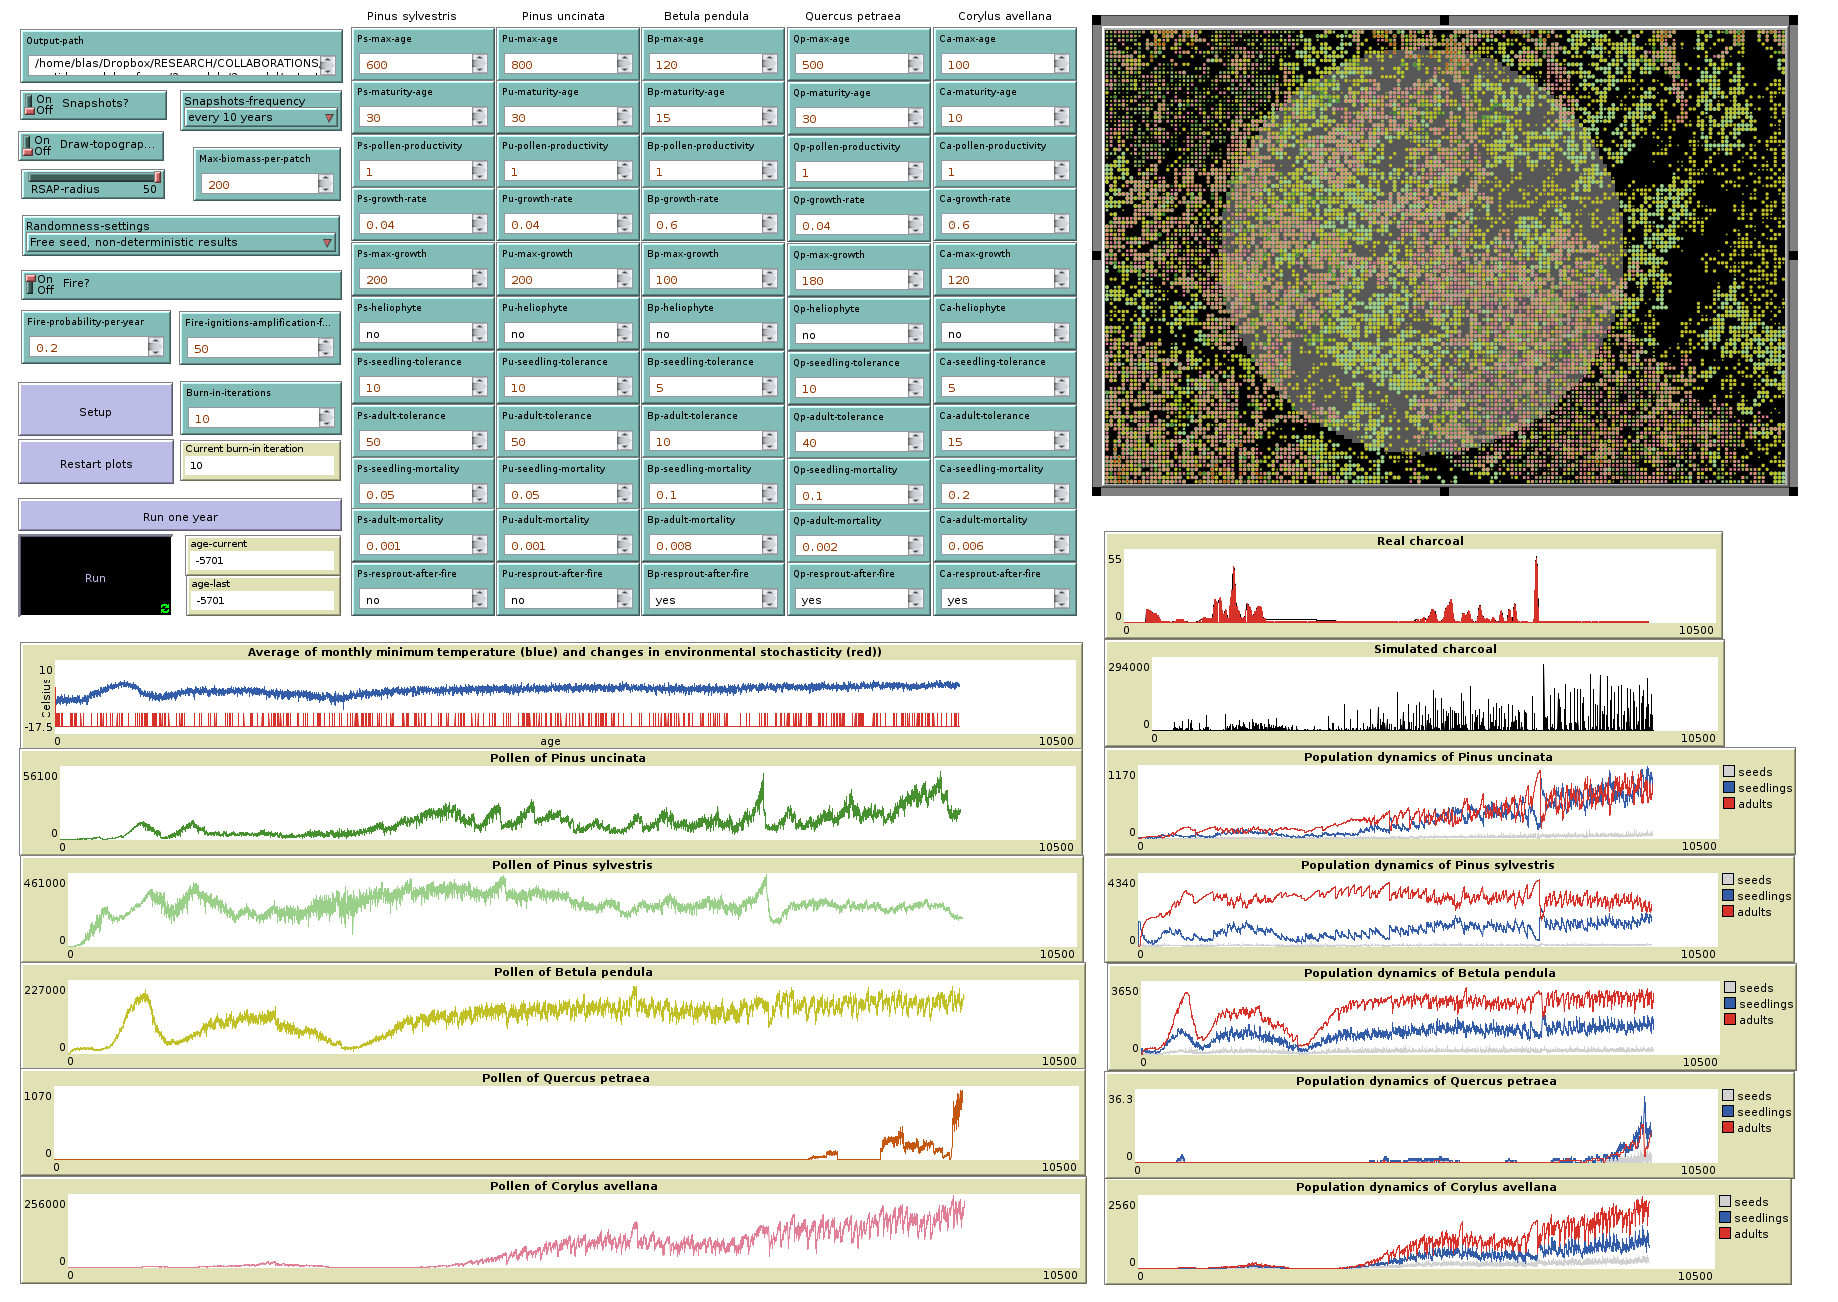 Output-path
/home/blas/Dropbox/RESEARCH/COLLABORATIONS,
On
Off
Snapshots?
Snapshots-frequency
every 10 years
On
Off
Draw-topograp...
Max-biomass-per-patch
200
RSAP-radius 50
Randomness-settings
Free seed, non-deterministic results
On
Off
Fire?
Fire-probability-per-year
0.2
Fire-ignitions-amplification-f...
50
Setup
Burn-in-iterations
10
Restart plots
Current burn-in iteration
10
Run one year
Run
age-current
-5701
age-last
-5701
Pinus sylvestris
Ps-max-age
600
Ps-maturity-age
30
Ps-pollen-productivity
1
Ps-growth-rate
0.04
Ps-max-growth
200
Ps-heliophyte
no
Ps-seedling-tolerance
10
Ps-adult-tolerance
50
Ps-seedling-mortality
0.05
Ps-adult-mortality
0.001
Ps-resprout-after-fire
no
Pinus uncinata
Pu-max-age
800
Pu-maturity-age
30
Pu-pollen-productivity
1
Pu-growth-rate
0.04
Pu-max-growth
200
Pu-heliophyte
no
Pu-seedling-tolerance
10
Pu-adult-tolerance
50
Pu-seedling-mortality
0.05
Pu-adult-mortality
0.001
Pu-resprout-after-fire
no
Betula pendula
Bp-max-age
120
Bp-maturity-age
15
Bp-pollen-productivity
1
Bp-growth-rate
0.6
Bp-max-growth
100
Bp-heliophyte
no
Bp-seedling-tolerance
5
Bp-adult-tolerance
10
Bp-seedling-mortality
0.1
Bp-adult-mortality
0.008
Bp-resprout-after-fire
yes
Quercus petraea
Qp-max-age
500
Qp-maturity-age
30
Qp-pollen-productivity
1
Qp-growth-rate
0.04
Qp-max-growth
180
Qp-heliophyte
no
Qp-seedling-tolerance
10
Qp-adult-tolerance
40
Qp-seedling-mortality
0.1
Qp-adult-mortality
0.002
Qp-resprout-after-fire
yes
Corylus avellana
Ca-max-age
100
Ca-maturity-age
10
Ca-pollen-productivity
1
Ca-growth-rate
0.6
Ca-max-growth
120
Ca-heliophyte
no
Ca-seedling-tolerance
5
Ca-adult-tolerance
15
Ca-seedling-mortality
0.2
Ca-adult-mortality
0.006
Ca-resprout-after-fire
yes
Average of monthly minimum temperature (blue) and changes in environmental stochasticity (red))
10
-17.5
0
age
10500
Pollen of Pinus uncinata
56100
0
0
10500
Pollen of Pinus sylvestris
461000
0
0
10500
Pollen of Betula pendula
227000
0
0
10500
Pollen of Quercus petraea
1070
0
0
10500
Pollen of Corylus avellana
256000
0
0
10500
Real charcoal
55
0
0
10500
Simulated charcoal
294000
0
0
10500
Population dynamics of Pinus uncinata
1170
0
0
10500
seeds
seedlings
adults
Population dynamics of Pinus sylvestris
4340
0
0
10500
seeds
seedlings
adults
Population dynamics of Betula pendula
3650
0
0
10500
seeds
seedlings
adults
Population dynamics of Quercus petraea
36.3
0
0
10500
seeds
seedlings
adults
Population dynamics of Corylus avellana
2560
0
0
10500
seeds
seedlings
adults